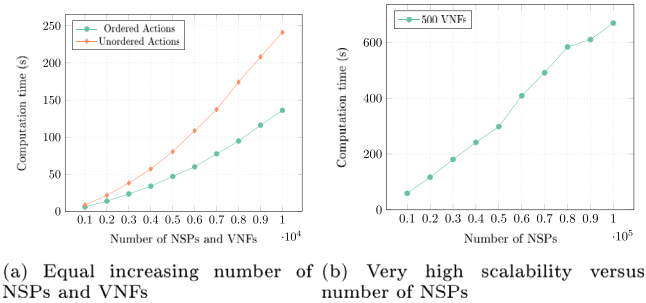 Ordered Actions
Unordered Actions
Computation time (s)
250
200
150
100
50
0
0.1 0.2 0.3 0.4 0.5 0.6 0.7 0.8 0.9 1
·10⁴
Number of NSPs and VNFs
(a) Equal increasing number of
NSPs and VNFs
500 VNFs
Computation time (s)
600
400
200
0
0.1 0.2 0.3 0.4 0.5 0.6 0.7 0.8 0.9 1
·10⁵
Number of NSPs
(b) Very high scalability versus
number of NSPs